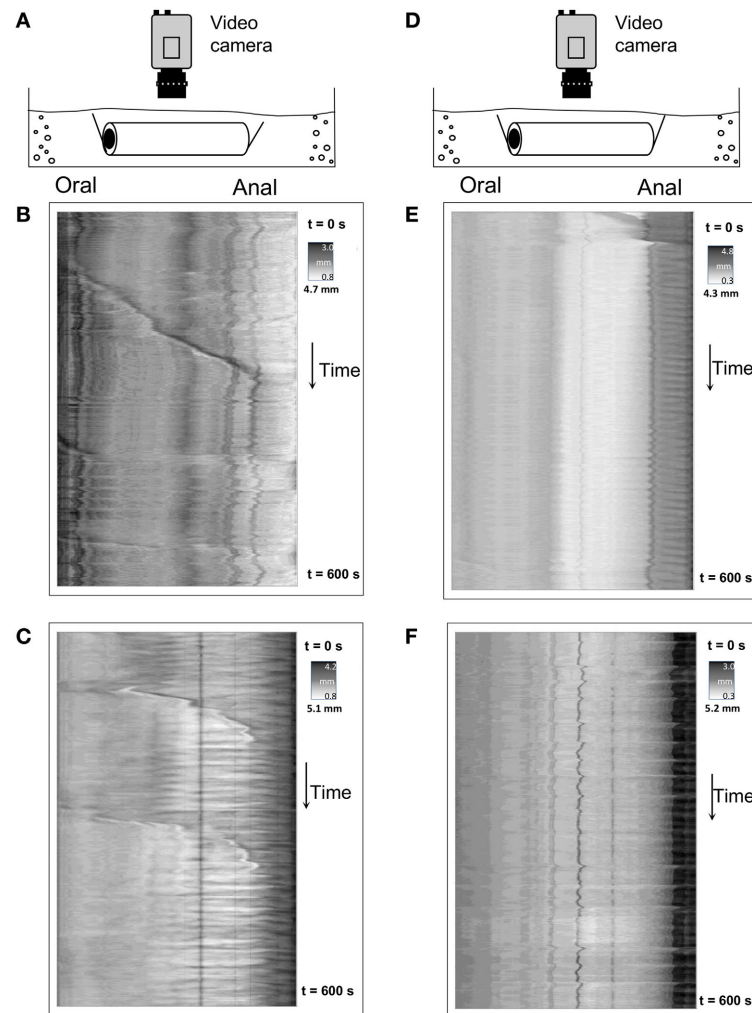 A
Video
camera
Oral
Anal
B
t = 0 s
3.0
mm
0.8
4.7 mm
Time
t = 600 s
C
t = 0 s
4.2
mm
0.8
5.1 mm
Time
t = 600 s
D
Video
camera
Oral
Anal
E
t = 0 s
4.8
mm
0.3
4.3 mm
Time
t = 600 s
F
t = 0 s
3.0
mm
0.3
5.2 mm
Time
t = 600 s